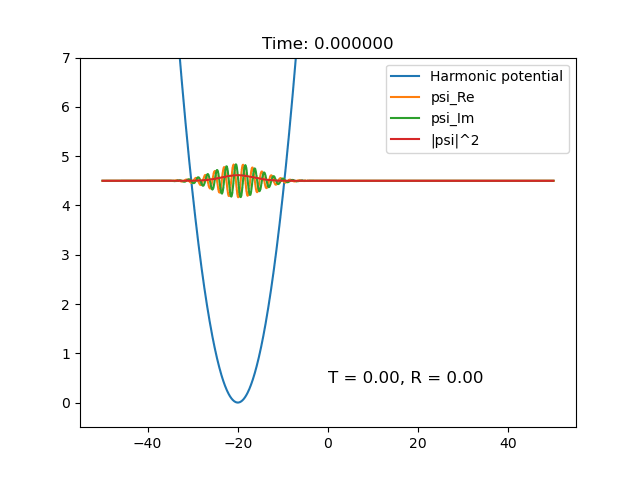 Time: 0.000000
7
6
5
4
3
2
1
0
Harmonic potential
psi_Re
psi_Im
|psi|^2
T = 0.00, R = 0.00
−40
−20
0
20
40